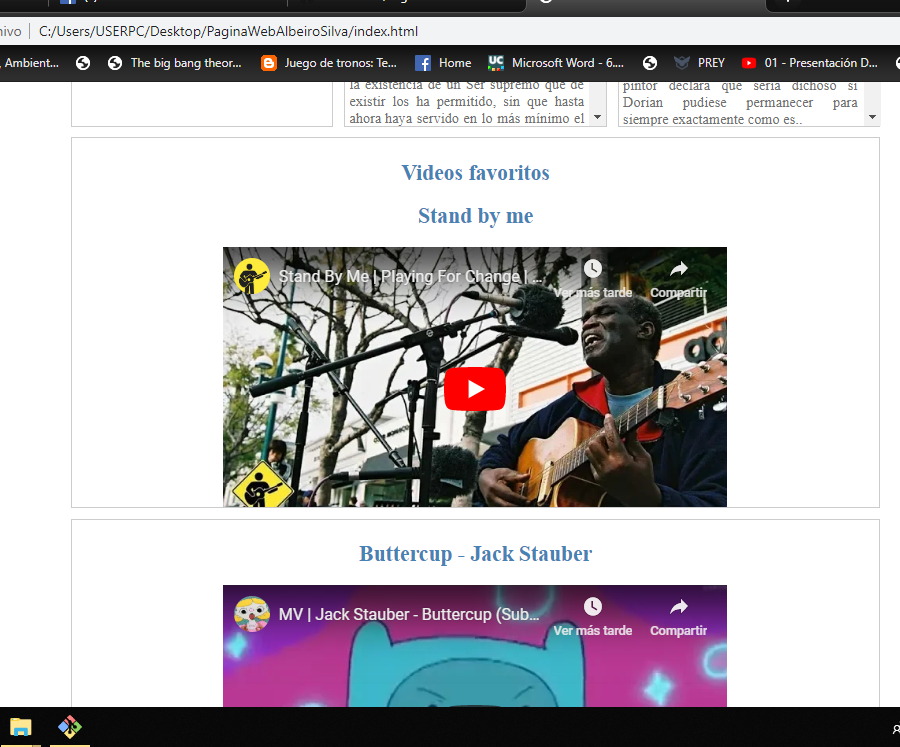 ivo | C:/Users/USERPC/Desktop/PaginaWebAlbeiroSilva/index.html
, Ambient... The big bang theor... Juego de tronos: Te... Home UC Microsoft Word - 6.... PREY 01 - Presentación D...
la existencia de un Ser supremo que de
existir los ha permitido, sin que hasta
ahora haya servido en lo más mínimo el
pintor declara que sería dichoso si
Dorian pudiese permanecer para
siempre exactamente como es..
Videos favoritos
Stand by me
Stand By Me | Playing For Change | ...
Ver más tarde
Compartir
Buttercup - Jack Stauber
MV | Jack Stauber - Buttercup (Sub...
Ver más tarde
Compartir